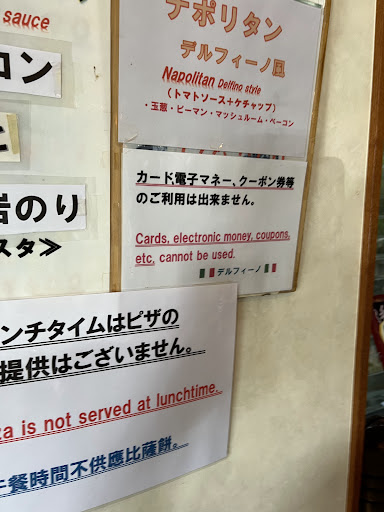 sauce
コン
ナポリタン
デルフィーノ風
Napolitan Delfino style
(トマトソース+ケチャップ)
・玉葱・ピーマン・マッシュルーム・ベーコン
岩のり
スタ≫
カード電子マネー、クーポン券等
のご利用は出来ません。
Cards, electronic money, coupons,
etc, cannot be used.
デルフィーノ
ンチタイムはピザの
提供はございません。
za is not served at lunchtime.
午餐時間不供應比薩餅。